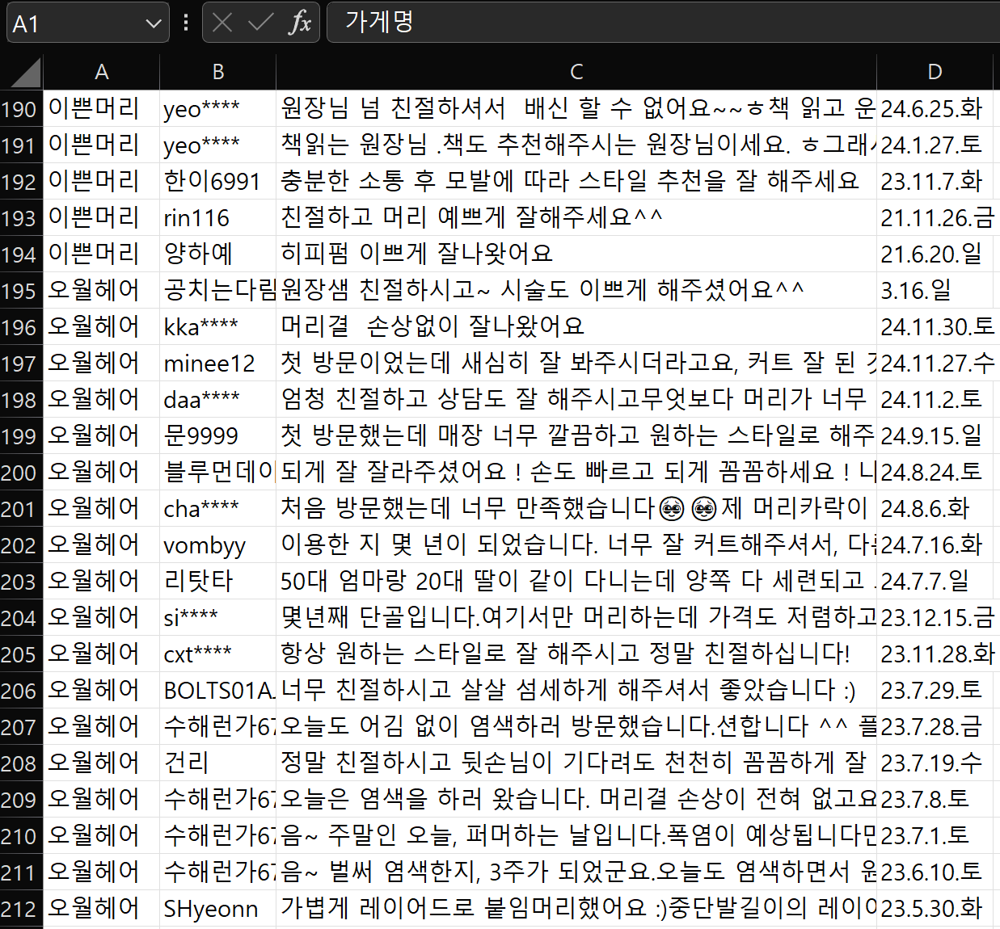 A1 fx 가게명
A B C D
190 이쁜머리 yeo**** 원장님 넘 친절하셔서  배신 할 수 없어요~~ㅎ책 읽고 운 24.6.25.화
191 이쁜머리 yeo**** 책읽는 원장님 .책도 추천해주시는 원장님이세요. ㅎ그래서 24.1.27.토
192 이쁜머리 한이6991 충분한 소통 후 모발에 따라 스타일 추천을 잘 해주세요 23.11.7.화
193 이쁜머리 rin116 친절하고 머리 예쁘게 잘해주세요^^ 21.11.26.금
194 이쁜머리 양하예 히피펌 이쁘게 잘나왓어요 21.6.20.일
195 오월헤어 공치는다람 원장샘 친절하시고~ 시술도 이쁘게 해주셨어요^^ 3.16.일
196 오월헤어 kka**** 머리결  손상없이 잘나왔어요 24.11.30.토
197 오월헤어 minee12 첫 방문이었는데 새심히 잘 봐주시더라고요, 커트 잘 된 24.11.27.수
198 오월헤어 daa**** 엄청 친절하고 상담도 잘 해주시고무엇보다 머리가 너무 24.11.2.토
199 오월헤어 문9999 첫 방문했는데 매장 너무 깔끔하고 원하는 스타일로 해주 24.9.15.일
200 오월헤어 블루먼데이 되게 잘 잘라주셨어요 ! 손도 빠르고 되게 꼼꼼하세요 ! 24.8.24.토
201 오월헤어 cha**** 처음 방문했는데 너무 만족했습니다🥺🥺제 머리카락이 24.8.6.화
202 오월헤어 vombyy 이용한 지 몇 년이 되었습니다. 너무 잘 커트해주셔서, 24.7.16.화
203 오월헤어 리탓타 50대 엄마랑 20대 딸이 같이 다니는데 양쪽 다 세련되고 24.7.7.일
204 오월헤어 si**** 몇년째 단골입니다.여기서만 머리하는데 가격도 저렴하고 23.12.15.금
205 오월헤어 cxt**** 항상 원하는 스타일로 잘 해주시고 정말 친절하십니다! 23.11.28.화
206 오월헤어 BOLTS01A 너무 친절하시고 살살 섬세하게 해주셔서 좋았습니다 :) 23.7.29.토
207 오월헤어 수해런가67 오늘도 어김 없이 염색하러 방문했습니다.션합니다 ^^ 플 23.7.28.금
208 오월헤어 건리 정말 친절하시고 뒷손님이 기다려도 천천히 꼼꼼하게 잘 23.7.19.수
209 오월헤어 수해런가67 오늘은 염색을 하러 왔습니다. 머리결 손상이 전혀 없고요 23.7.8.토
210 오월헤어 수해런가67 음~ 주말인 오늘, 퍼머하는 날입니다.폭염이 예상됩니다만 23.7.1.토
211 오월헤어 수해런가67 음~ 벌써 염색한지, 3주가 되었군요.오늘도 염색하면서 원 23.6.10.토
212 오월헤어 SHyeonn 가볍게 레이어드로 붙임머리했어요 :)중단발길이의 레이어 23.5.30.화